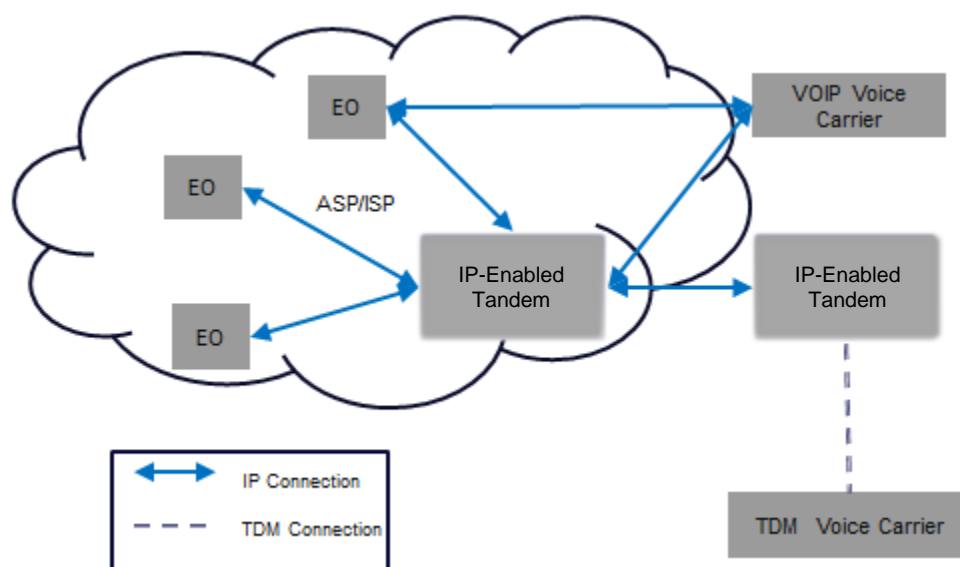 EO
VOIP Voice
Carrier
EO
ASP/ISP
IP-Enabled
Tandem
IP-Enabled
Tandem
EO
IP Connection
TDM Connection
TDM Voice Carrier